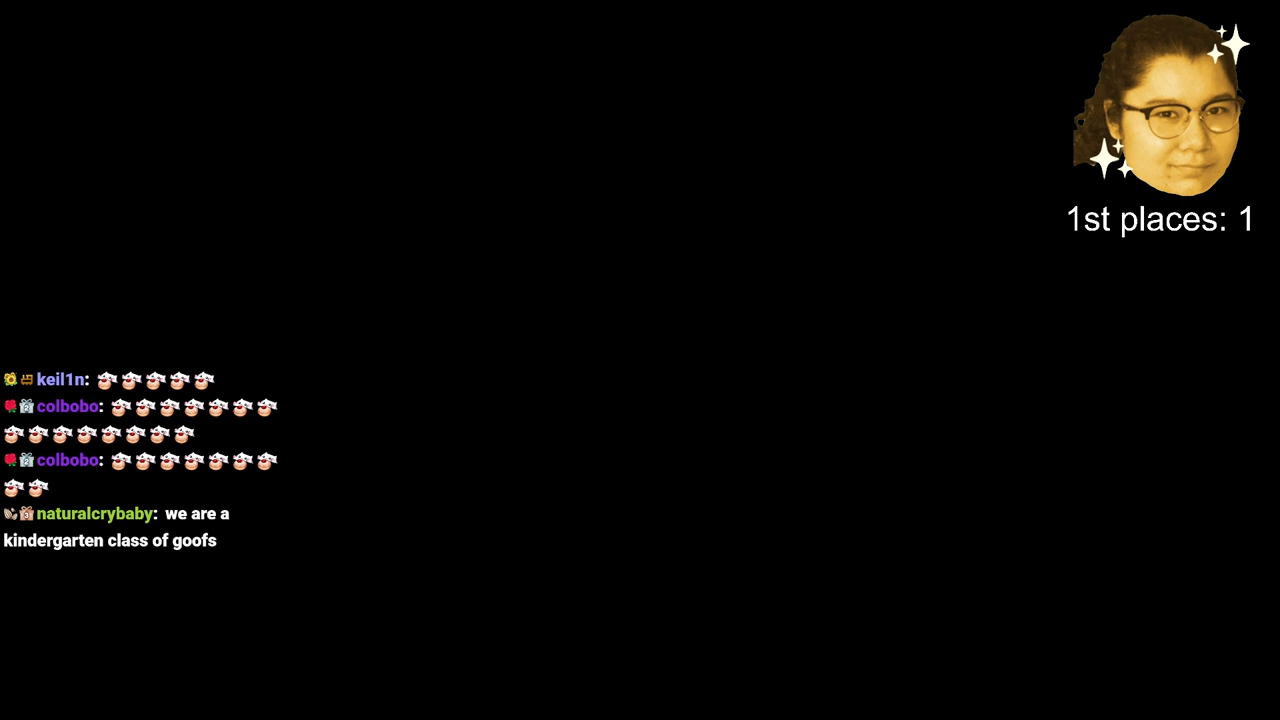 1st places: 1
keil1n:
colbobo:
colbobo:
naturalcrybaby: we are a
kindergarten class of goofs